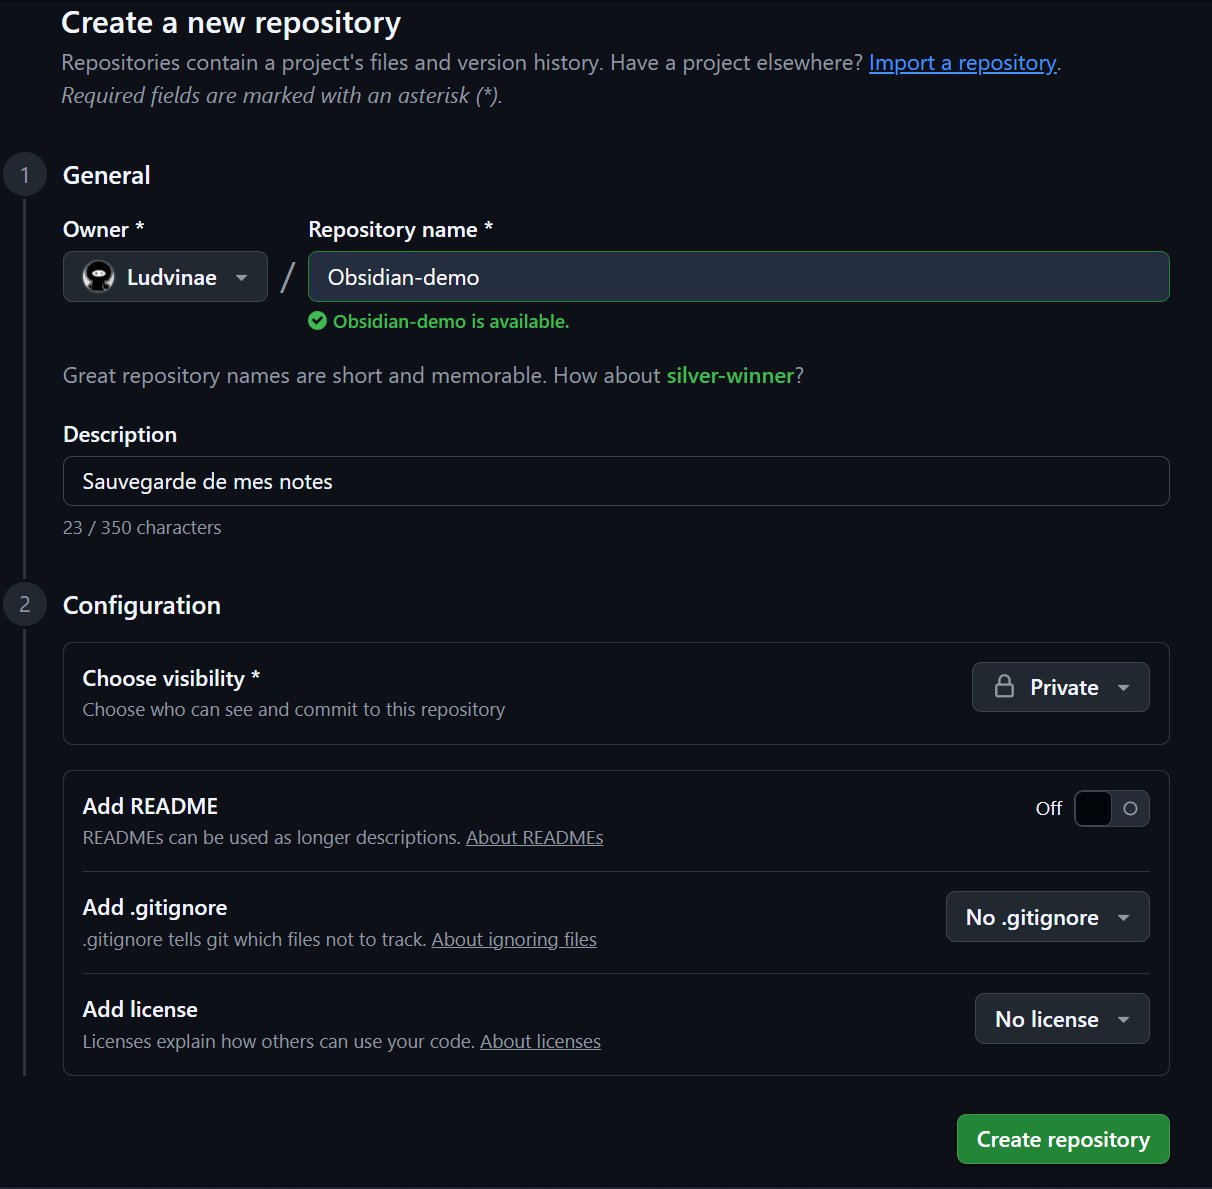 Create a new repository
Repositories contain a project's files and version history. Have a project elsewhere? Import a repository.
Required fields are marked with an asterisk (*).
1 General
Owner * Repository name *
Ludvinae / Obsidian-demo
Obsidian-demo is available.
Great repository names are short and memorable. How about silver-winner?
Description
Sauvegarde de mes notes
23 / 350 characters
2 Configuration
Choose visibility *
Private
Choose who can see and commit to this repository
Add README
Off
READMEs can be used as longer descriptions. About READMEs
Add .gitignore
No .gitignore
.gitignore tells git which files not to track. About ignoring files
Add license
No license
Licenses explain how others can use your code. About licenses
Create repository